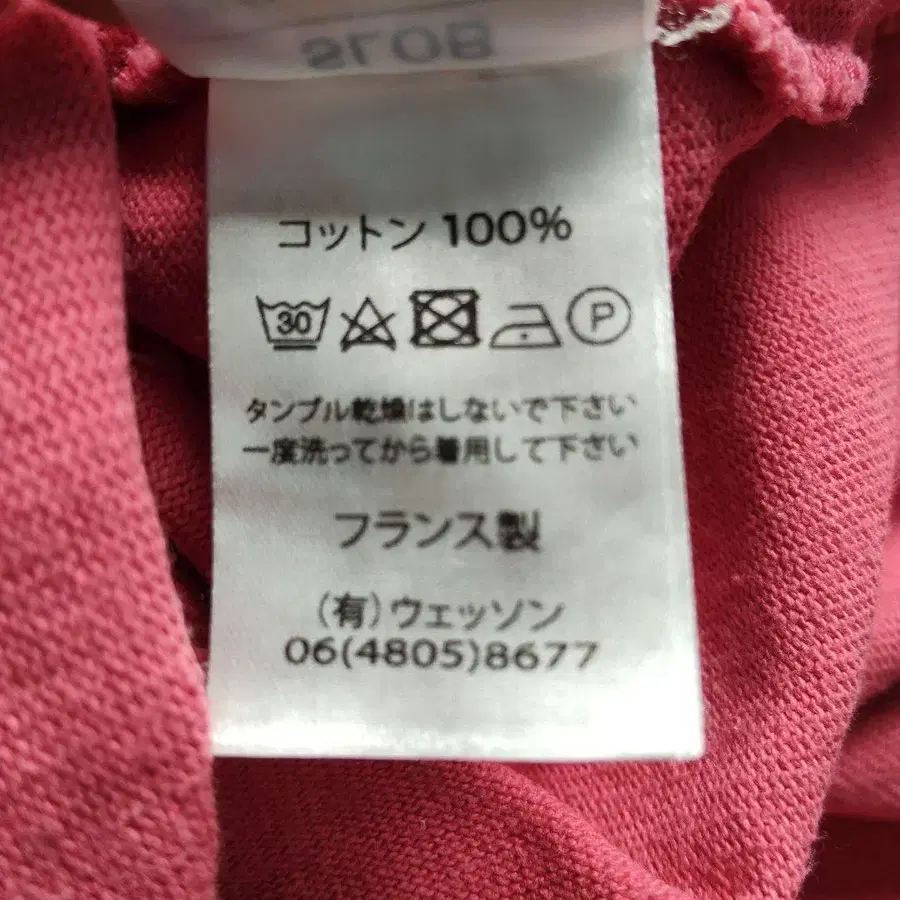 コットン 100%
30
P
タンブル乾燥はしないで下さい
一度洗ってから着用して下さい
フランス製
(有)ウェッソン
06(4805)8677